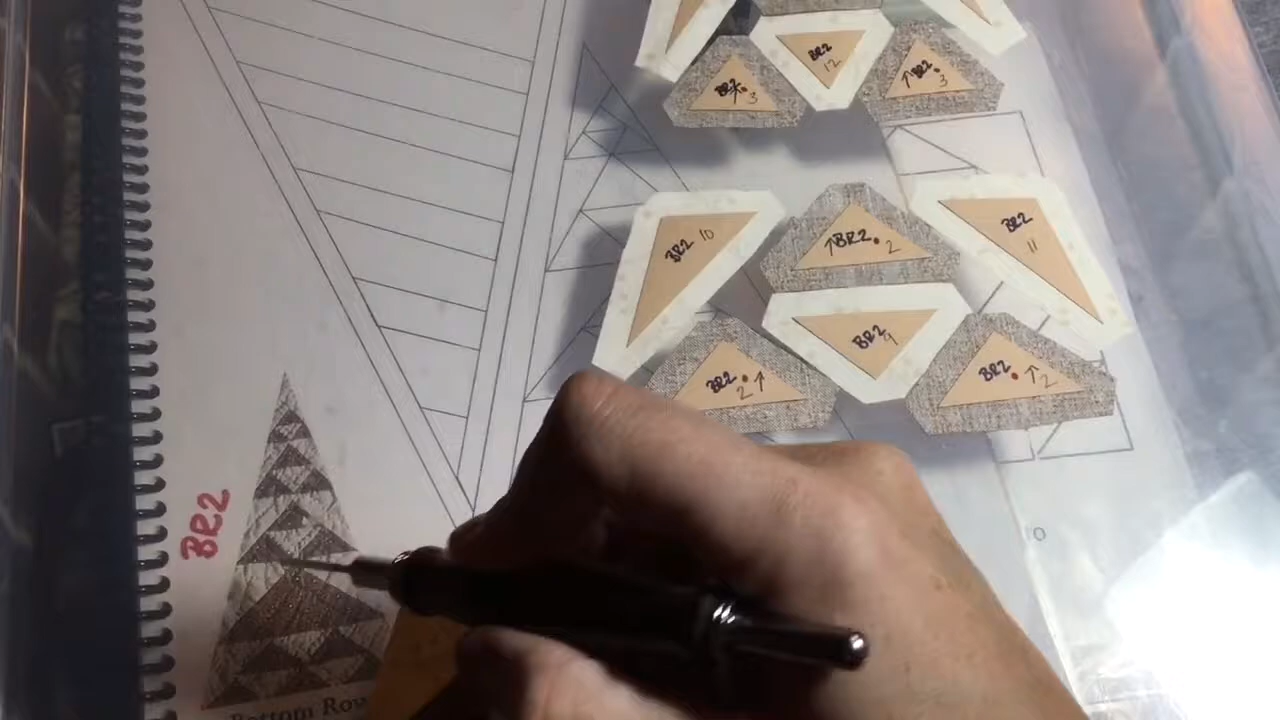 BR2
12
BR2
3
↑ BR2
3
BR2 10
↑ BR2 2
BR2
11
BR2 9
BR2
2 ↑
BR2 ↑ 2
BR2
Bottom Row